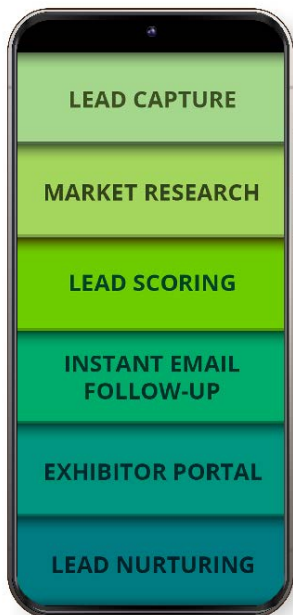 LEAD CAPTURE
MARKET RESEARCH
LEAD SCORING
INSTANT EMAIL
FOLLOW-UP
EXHIBITOR PORTAL
LEAD NURTURING